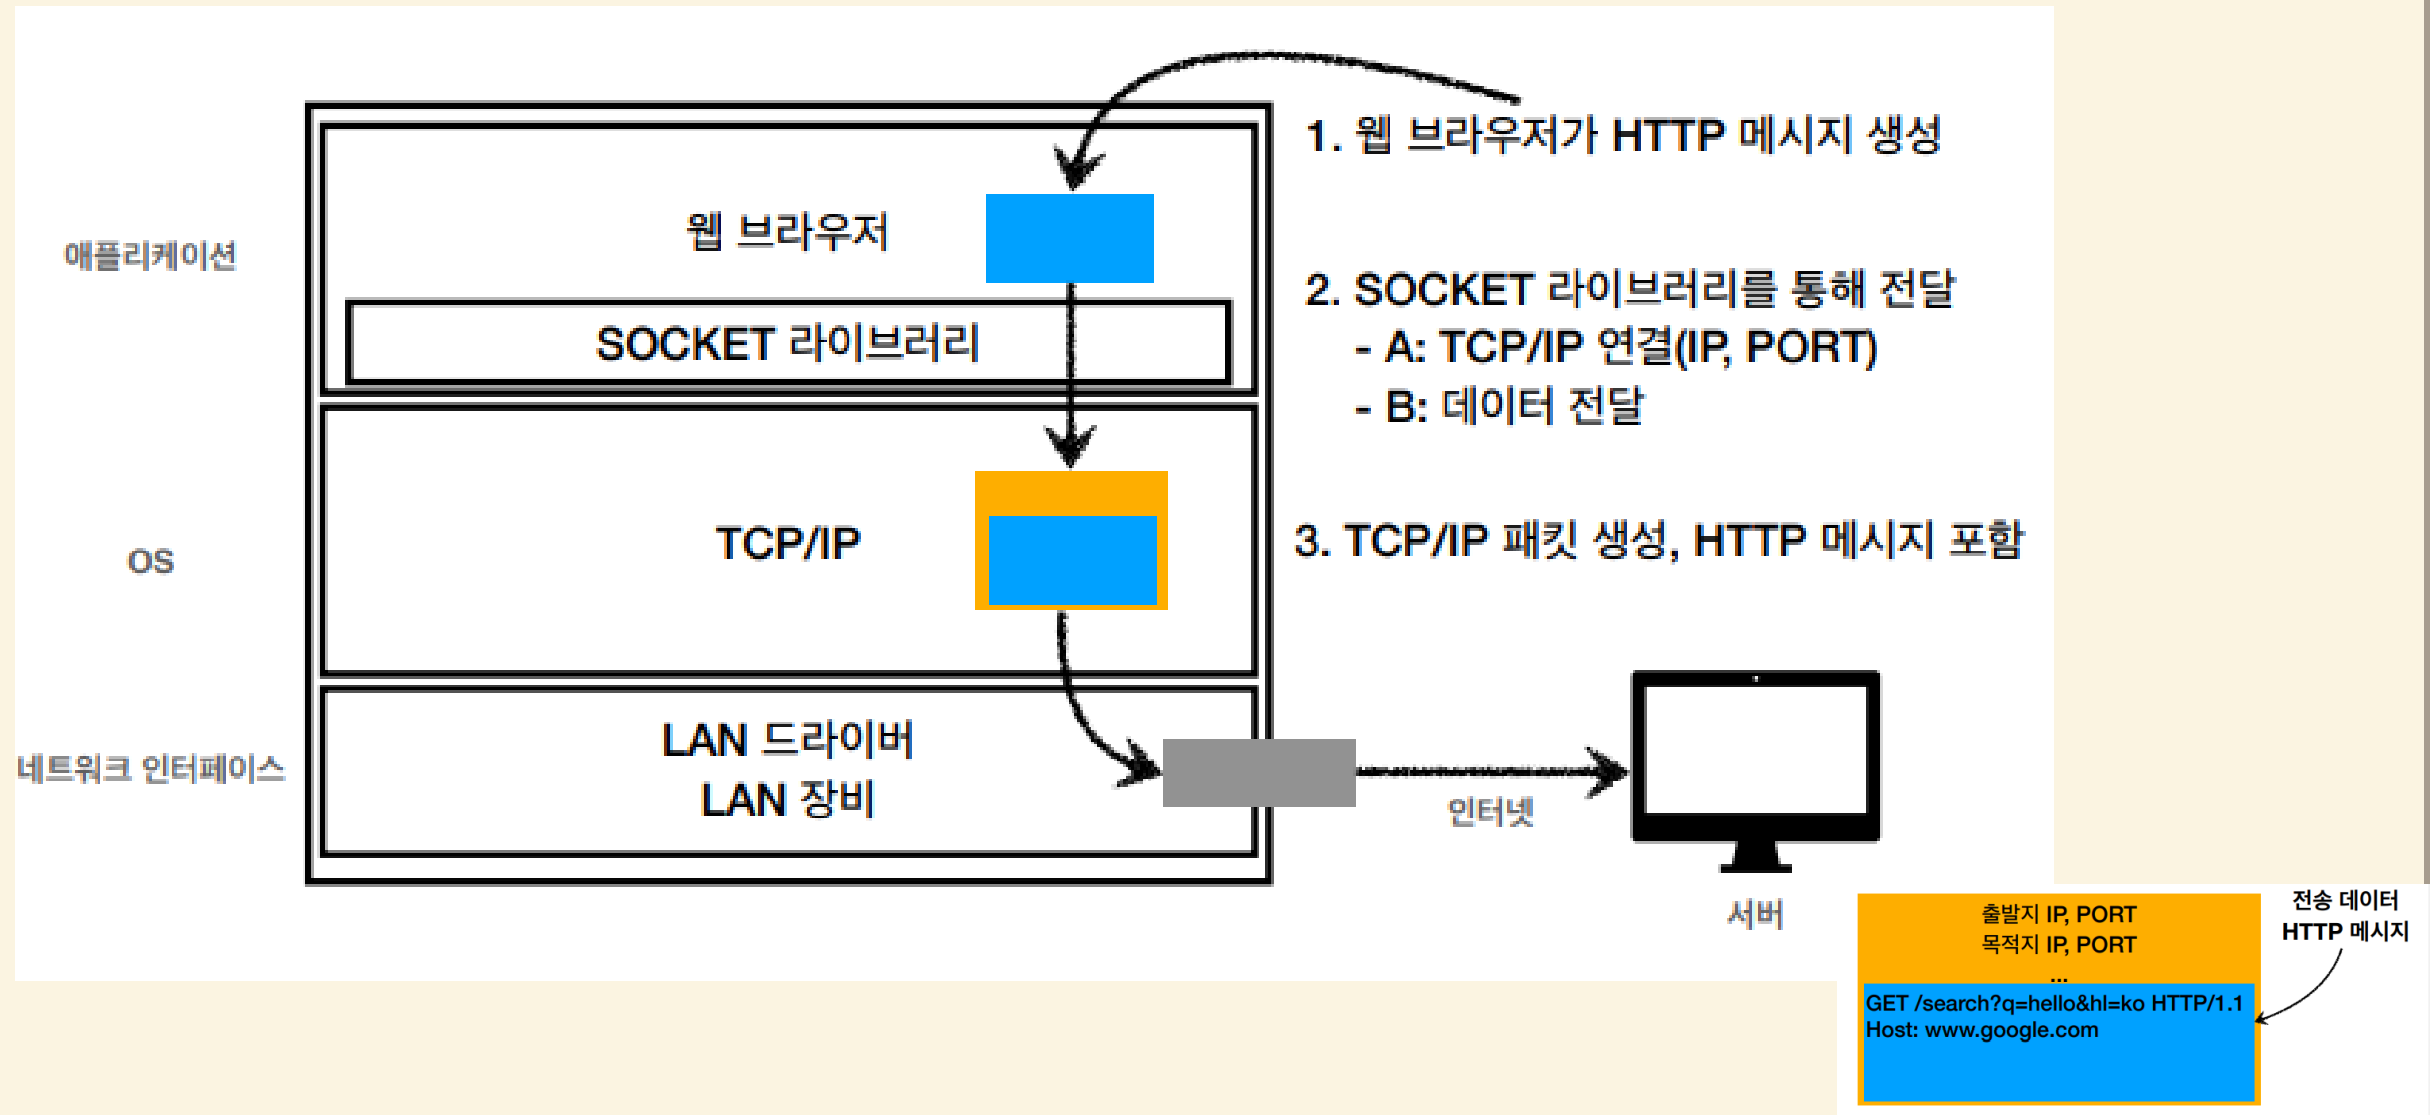 1. 웹 브라우저가 HTTP 메시지 생성
애플리케이션
웹 브라우저
SOCKET 라이브러리
2. SOCKET 라이브러리를 통해 전달
- A: TCP/IP 연결(IP, PORT)
- B: 데이터 전달
OS
TCP/IP
3. TCP/IP 패킷 생성, HTTP 메시지 포함
네트워크 인터페이스
LAN 드라이버
LAN 장비
인터넷
서버
출발지 IP, PORT
목적지 IP, PORT
...
GET /search?q=hello&hl=ko HTTP/1.1
Host: www.google.com
전송 데이터
HTTP 메시지